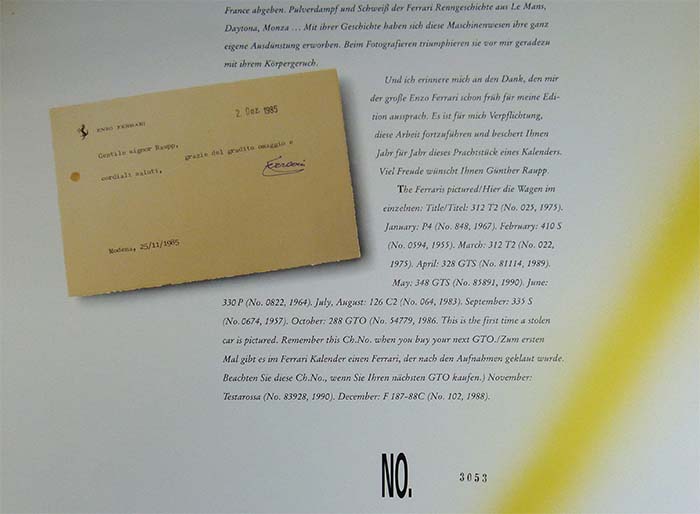 France abgeben. Pulverdampf und Schweiß der Ferrari Renngeschichte aus Le Mans,
Daytona, Monza ... Mit ihrer Geschichte haben sich diese Maschinenwesen ihre ganz
eigene Ausdünstung erworben. Beim Fotografieren triumphieren sie vor mir geradezu
mit ihrem Körpergeruch.
2 Dez 1985
ENZO FERRARI
Gentile signor Raupp,
grazie del gradito omaggio e
cordiali saluti.
Ferrari
Modena, 25/11/1985
Und ich erinnere mich an den Dank, den mir
der große Enzo Ferrari schon früh für meine Edi-
tion aussprach. Es ist für mich Verpflichtung,
diese Arbeit fortzuführen und beschert Ihnen
Jahr für Jahr dieses Prachtstück eines Kalenders.
Viel Freude wünscht Ihnen Günther Raupp.
The Ferraris pictured/Hier die Wagen im
einzelnen: Title/Titel: 312 T2 (No. 025, 1975).
January: P4 (No. 848, 1967). February: 410 S
(No. 0594, 1955). March: 312 T2 (No. 022,
1975). April: 328 GTS (No. 81114, 1989).
May: 348 GTS (No. 85891, 1990). June:
330 P (No. 0822, 1964). July, August: 126 C2 (No. 064, 1983). September: 335 S
(No. 0674, 1957). October: 288 GTO (No. 54779, 1986. This is the first time a stolen
car is pictured. Remember this Ch.No. when you buy your next GTO./Zum ersten
Mal gibt es im Ferrari Kalender einen Ferrari, der nach den Aufnahmen geklaut wurde.
Beachten Sie diese Ch.No., wenn Sie Ihren nächsten GTO kaufen.) November:
Testarossa (No. 83928, 1990). December: F 187-88C (No. 102, 1988).
NO. 3053